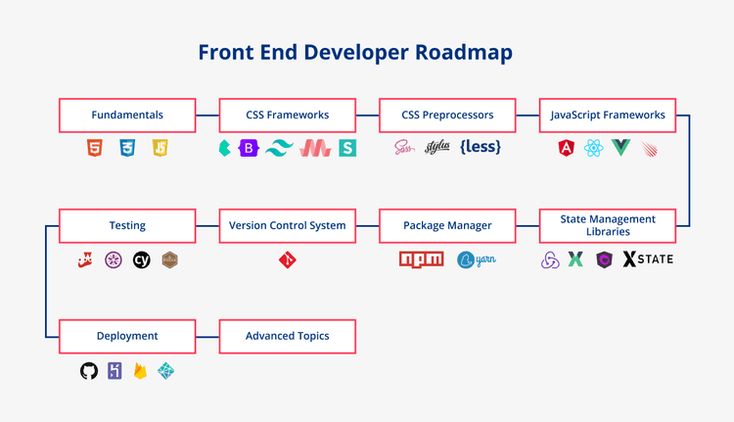 Front End Developer Roadmap
Fundamentals
CSS Frameworks
CSS Preprocessors
JavaScript Frameworks
5
3
JS
B
S
Sass
stylus
{less}
State Management
Libraries
Package Manager
Version Control System
Testing
XSTATE
npm
yarn
cy
Deployment
Advanced Topics